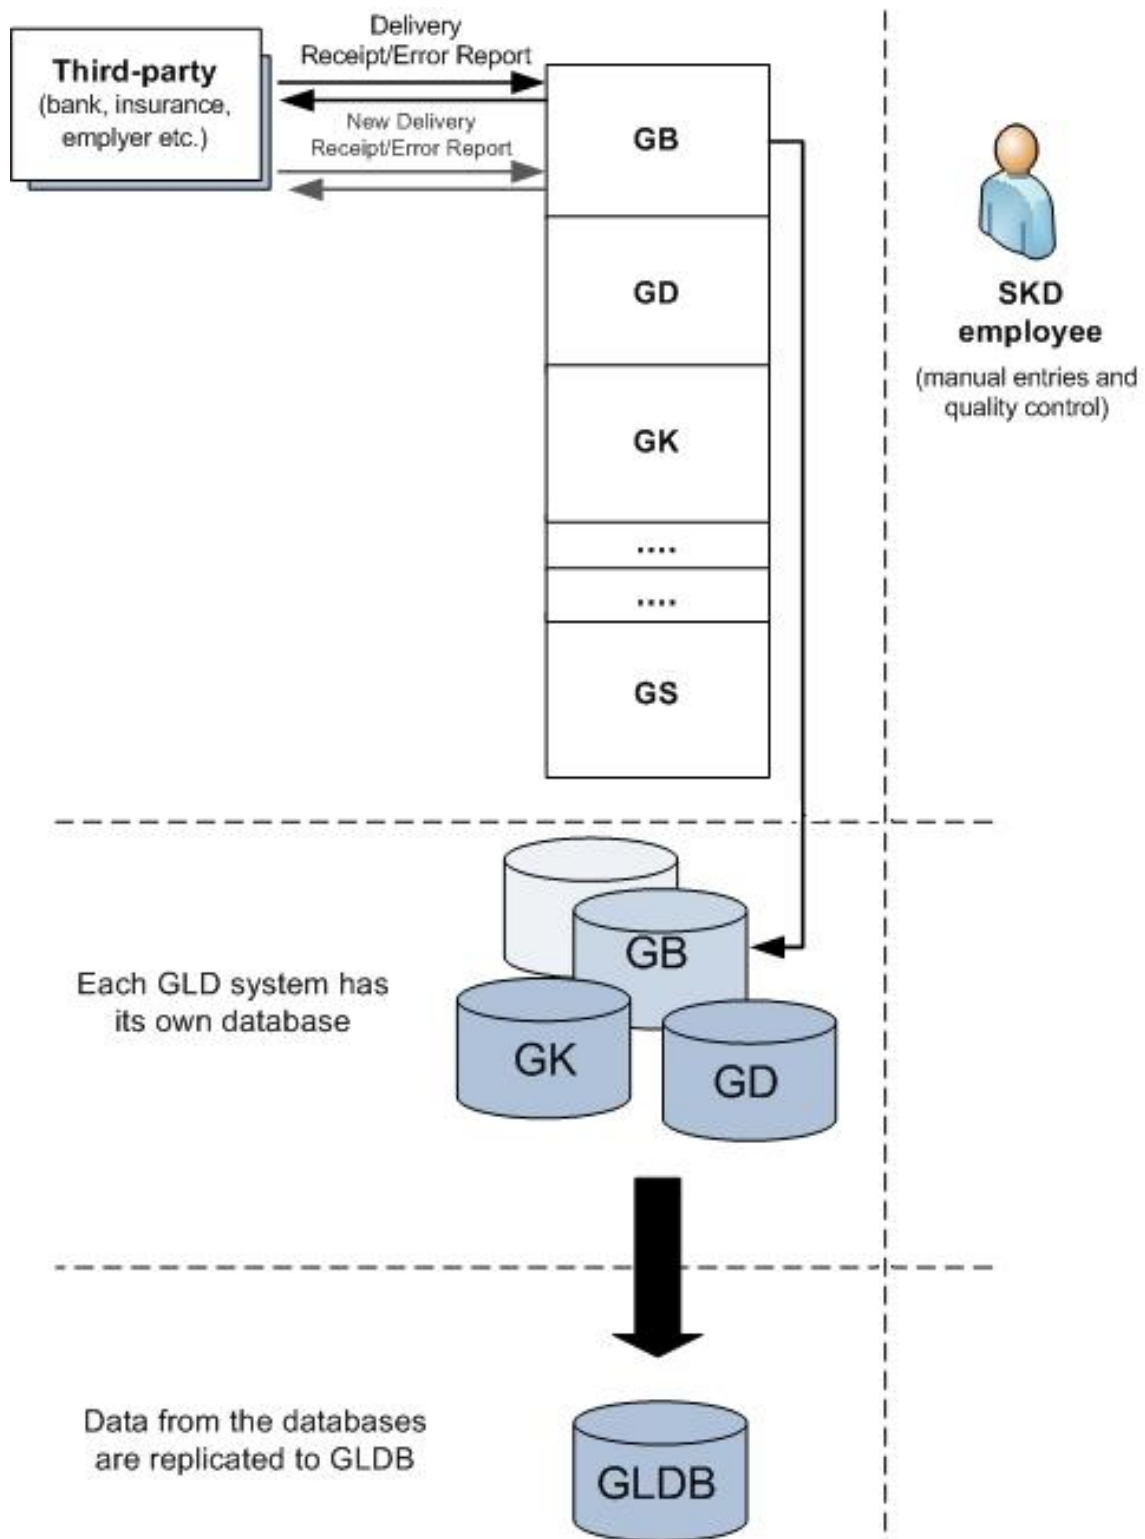 Delivery
Receipt/Error Report
Third-party
(bank, insurance,
emplyer etc.)
New Delivery
Receipt/Error Report
GB
GD
GK
....
....
GS
SKD
employee
(manual entries and
quality control)
Each GLD system has
its own database
GB
GK
GD
Data from the databases
are replicated to GLDB
GLDB